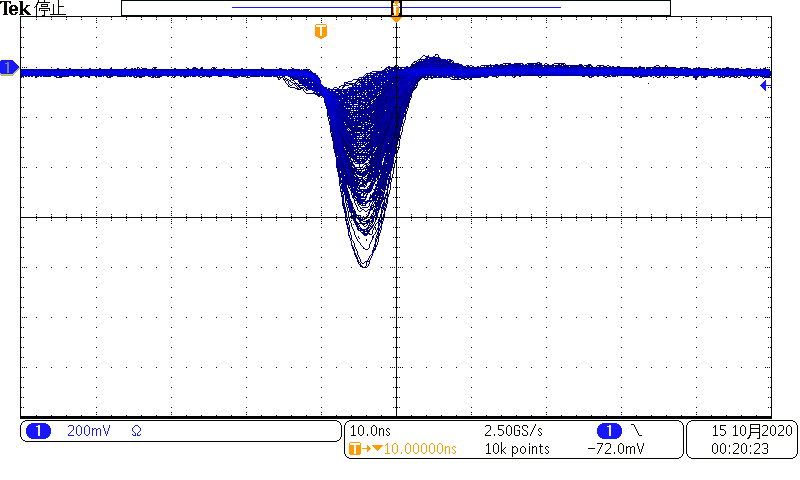 Tek 停止
T
1
1 200mV Ω
10.0ns 2.50GS/s 1
T→▼10.00000ns 10k points −72.0mV
15 10月2020
00:20:23